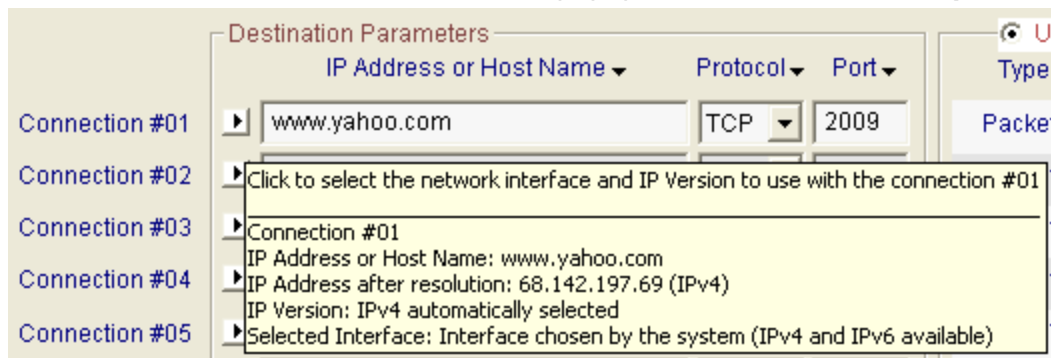 Destination Parameters
U
IP Address or Host Name Protocol Port Type
Connection #01 www.yahoo.com TCP 2009 Packe
Connection #02
Click to select the network interface and IP Version to use with the connection #01
Connection #03
Connection #01
IP Address or Host Name: www.yahoo.com
Connection #04
IP Address after resolution: 68.142.197.69 (IPv4)
IP Version: IPv4 automatically selected
Connection #05
Selected Interface: Interface chosen by the system (IPv4 and IPv6 available)